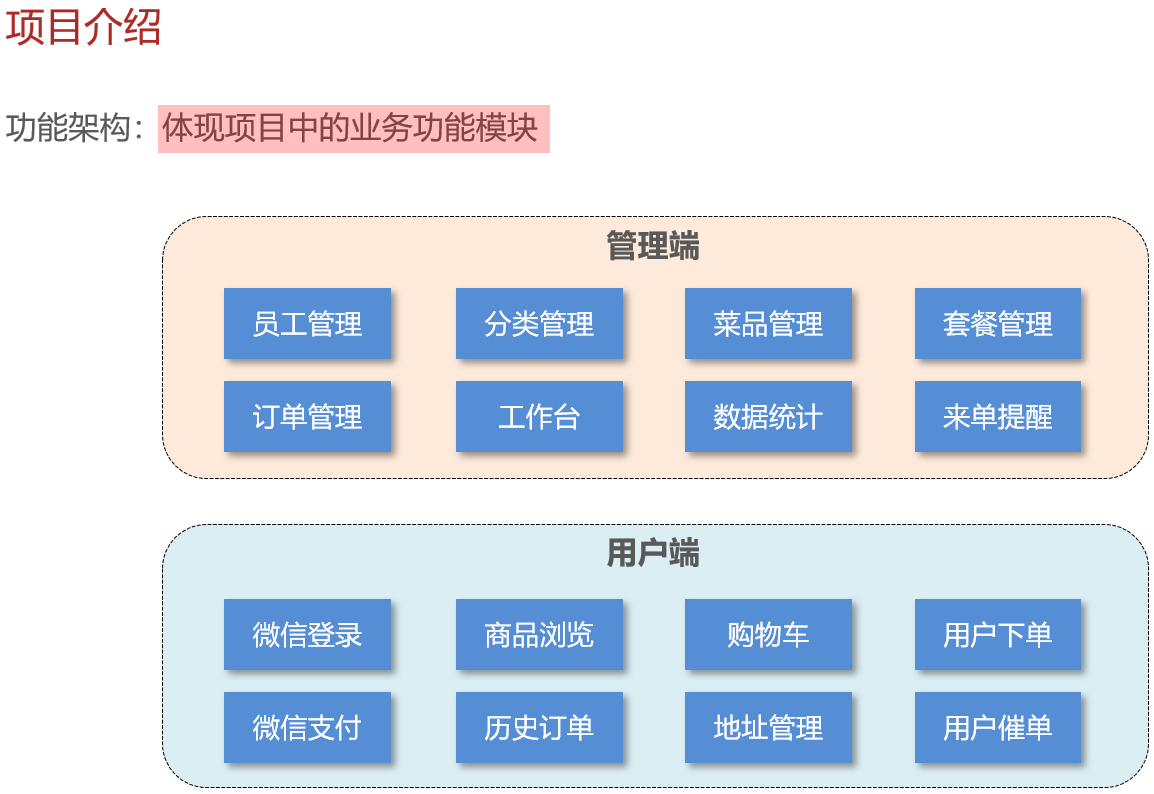 项目介绍
功能架构：体现项目中的业务功能模块
管理端
员工管理 分类管理 菜品管理 套餐管理
订单管理 工作台 数据统计 来单提醒
用户端
微信登录 商品浏览 购物车 用户下单
微信支付 历史订单 地址管理 用户催单